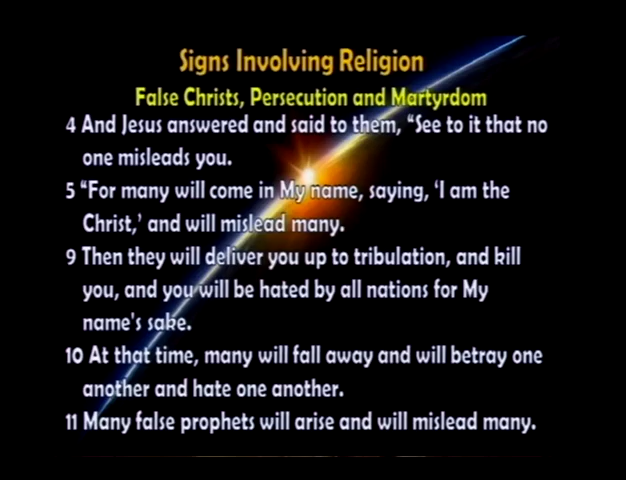 Signs Involving Religion
False Christs, Persecution and Martyrdom
4 And Jesus answered and said to them, “See to it that no
one misleads you.
5 “For many will come in My name, saying, ‘I am the
Christ,’ and will mislead many.
9 Then they will deliver you up to tribulation, and kill
you, and you will be hated by all nations for My
name's sake.
10 At that time, many will fall away and will betray one
another and hate one another.
11 Many false prophets will arise and will mislead many.